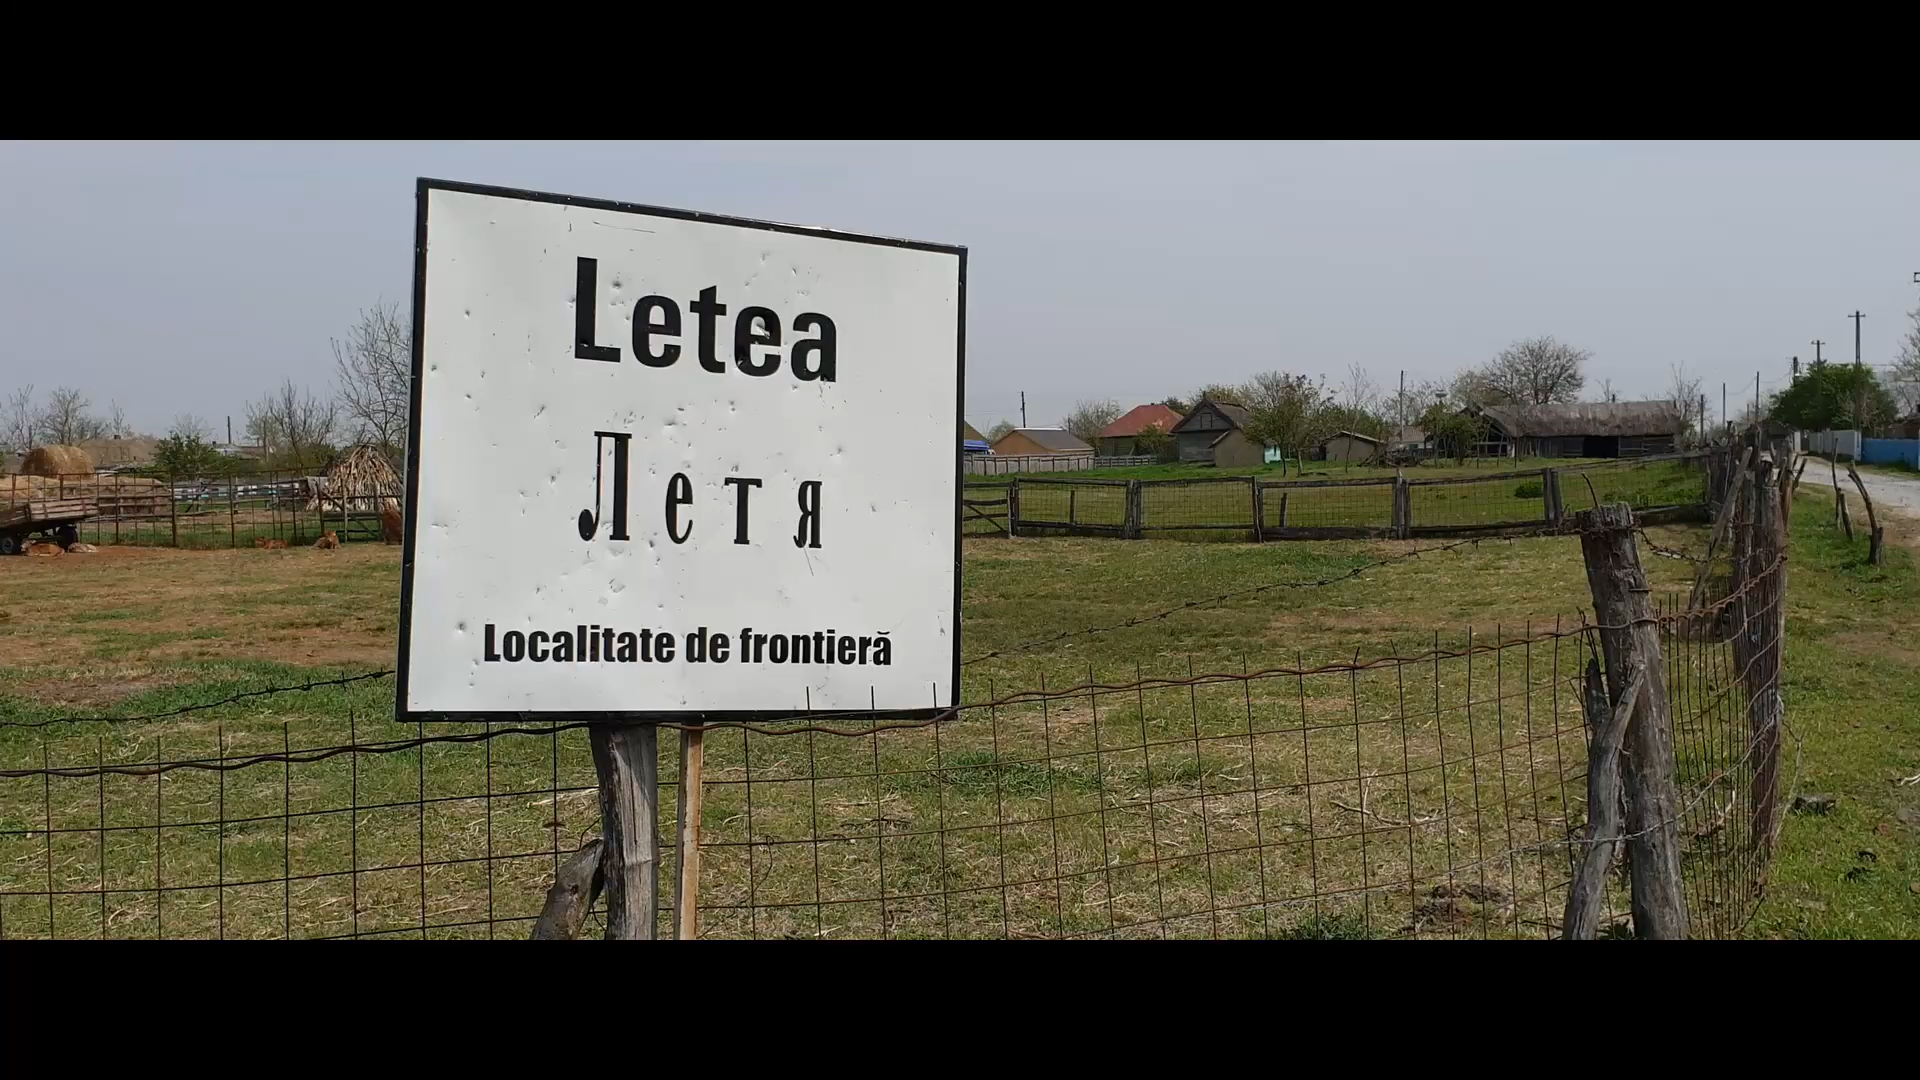 Letea
Летя
Localitate de frontieră